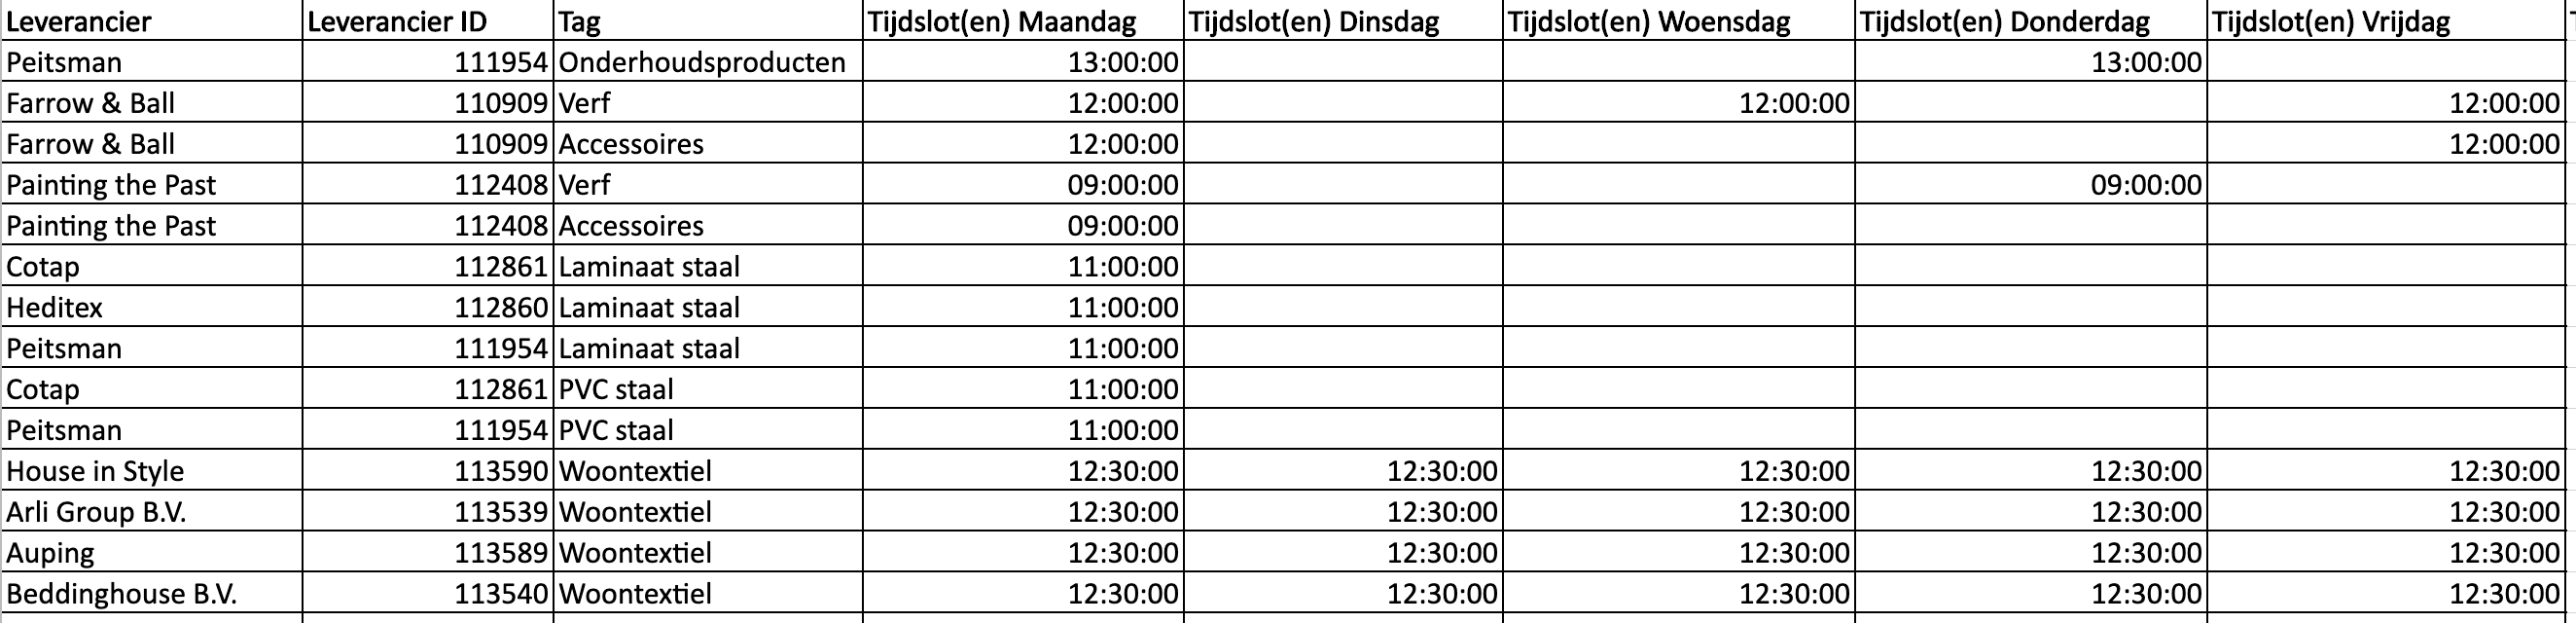 Leverancier Leverancier ID Tag Tijdslot(en) Maandag Tijdslot(en) Dinsdag Tijdslot(en) Woensdag Tijdslot(en) Donderdag Tijdslot(en) Vrijdag
Peitsman 111954 Onderhoudsproducten 13:00:00 13:00:00
Farrow & Ball 110909 Verf 12:00:00 12:00:00 12:00:00
Farrow & Ball 110909 Accessoires 12:00:00 12:00:00
Painting the Past 112408 Verf 09:00:00 09:00:00
Painting the Past 112408 Accessoires 09:00:00
Cotap 112861 Laminaat staal 11:00:00
Heditex 112860 Laminaat staal 11:00:00
Peitsman 111954 Laminaat staal 11:00:00
Cotap 112861 PVC staal 11:00:00
Peitsman 111954 PVC staal 11:00:00
House in Style 113590 Woontextiel 12:30:00 12:30:00 12:30:00 12:30:00 12:30:00
Arli Group B.V. 113539 Woontextiel 12:30:00 12:30:00 12:30:00 12:30:00 12:30:00
Auping 113589 Woontextiel 12:30:00 12:30:00 12:30:00 12:30:00 12:30:00
Beddinghouse B.V. 113540 Woontextiel 12:30:00 12:30:00 12:30:00 12:30:00 12:30:00